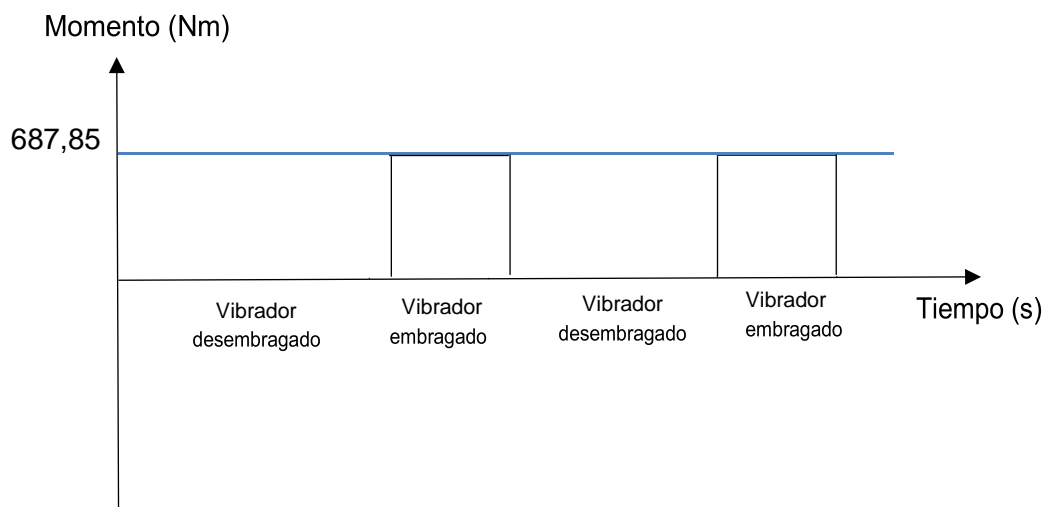 Momento (Nm)
687,85
Vibrador
desembragado
Vibrador
embragado
Vibrador
desembragado
Vibrador
embragado
Tiempo (s)